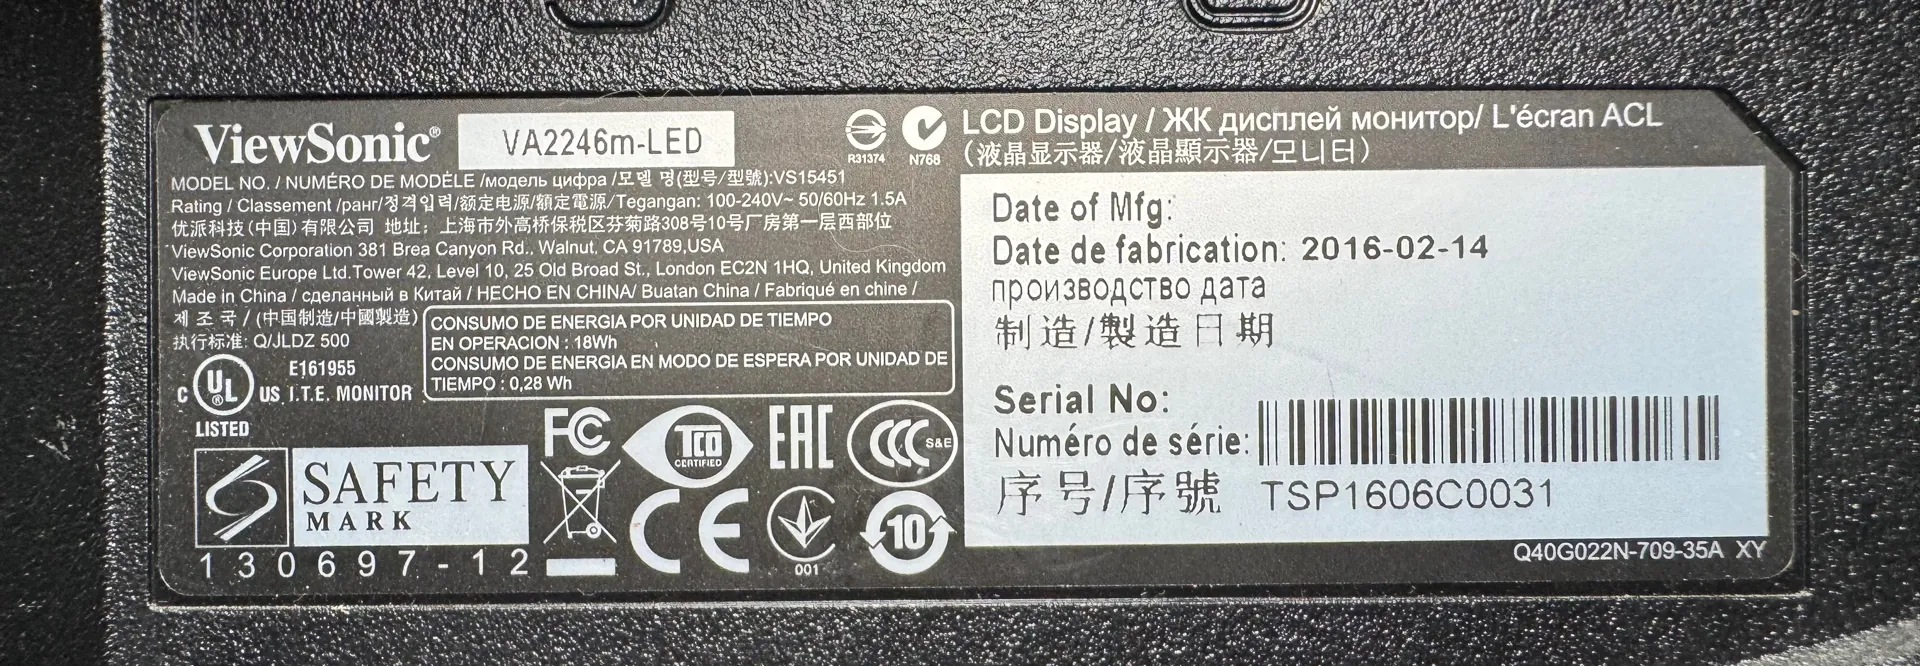 ViewSonic®
VA2246m-LED
R31374
N768
LCD Display / ЖК дисплей монитор/ L'écran ACL
(液晶显示器/液晶顯示器/모니터)
MODEL NO. / NUMÉRO DE MODÈLE /модель цифра /모델 명(型号/型號):VS15451
Rating / Classement /ранг/정격입력/额定电源/額定電源/Tegangan: 100-240V~ 50/60Hz 1.5A
优派科技(中国)有限公司 地址: 上海市外高桥保税区芬菊路308号10号厂房第一层西部位
ViewSonic Corporation 381 Brea Canyon Rd., Walnut, CA 91789,USA
ViewSonic Europe Ltd.Tower 42, Level 10, 25 Old Broad St., London EC2N 1HQ, United Kingdom
Made in China / сделанный в Китай / HECHO EN CHINA/ Buatan China / Fabriqué en chine /
제 조 국 / (中国制造/中國製造)
执行标准: Q/JLDZ 500
CONSUMO DE ENERGIA POR UNIDAD DE TIEMPO
EN OPERACION : 18Wh
CONSUMO DE ENERGIA EN MODO DE ESPERA POR UNIDAD DE
TIEMPO : 0,28 Wh
C UL ® US
E161955
I.T.E. MONITOR
LISTED
SAFETY
MARK
130697-12
FC
TCO
CERTIFIED
EAC
CCC S&E
CE
001
10
Date of Mfg:
Date de fabrication: 2016-02-14
производство дата
制造/製造日期
Serial No:
Numéro de série:
序号/序號 TSP1606C0031
Q40G022N-709-35A XY